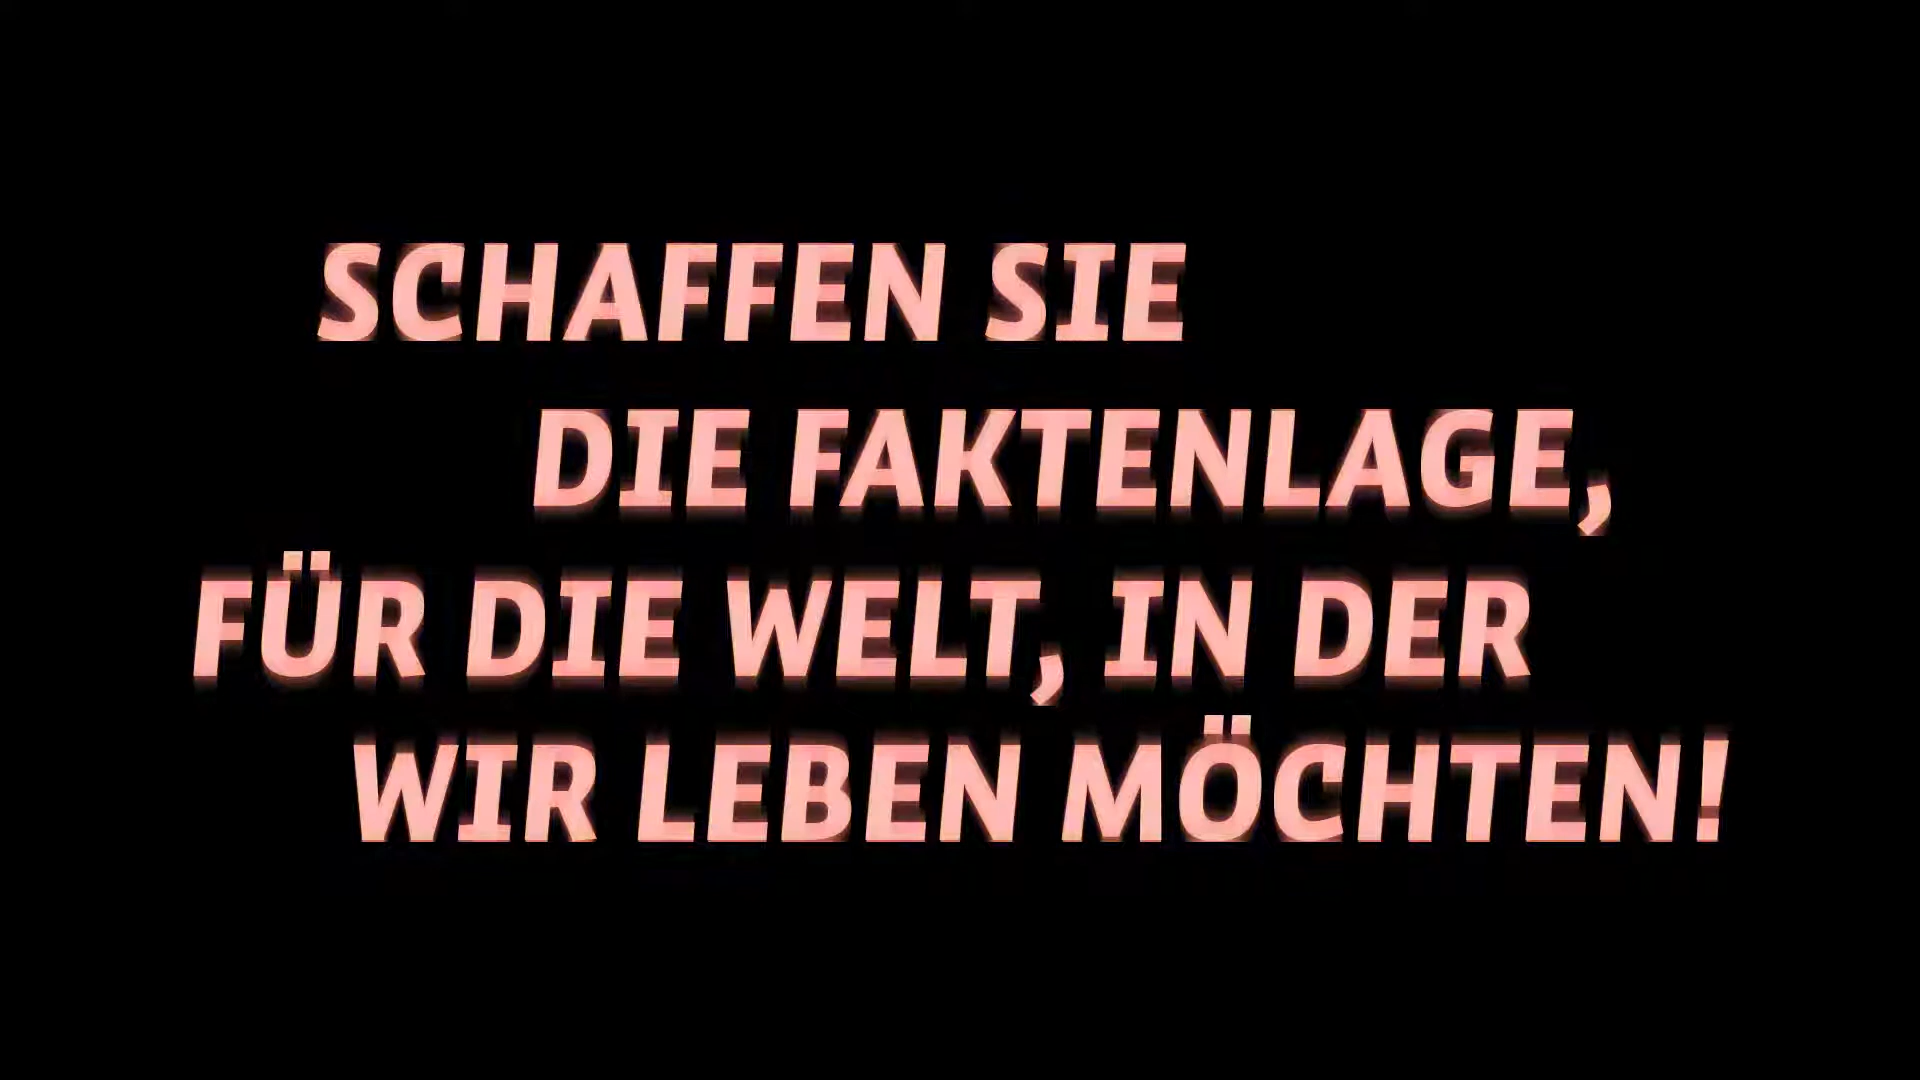 SCHAFFEN SIE
DIE FAKTENLAGE,
FÜR DIE WELT, IN DER
WIR LEBEN MÖCHTEN!